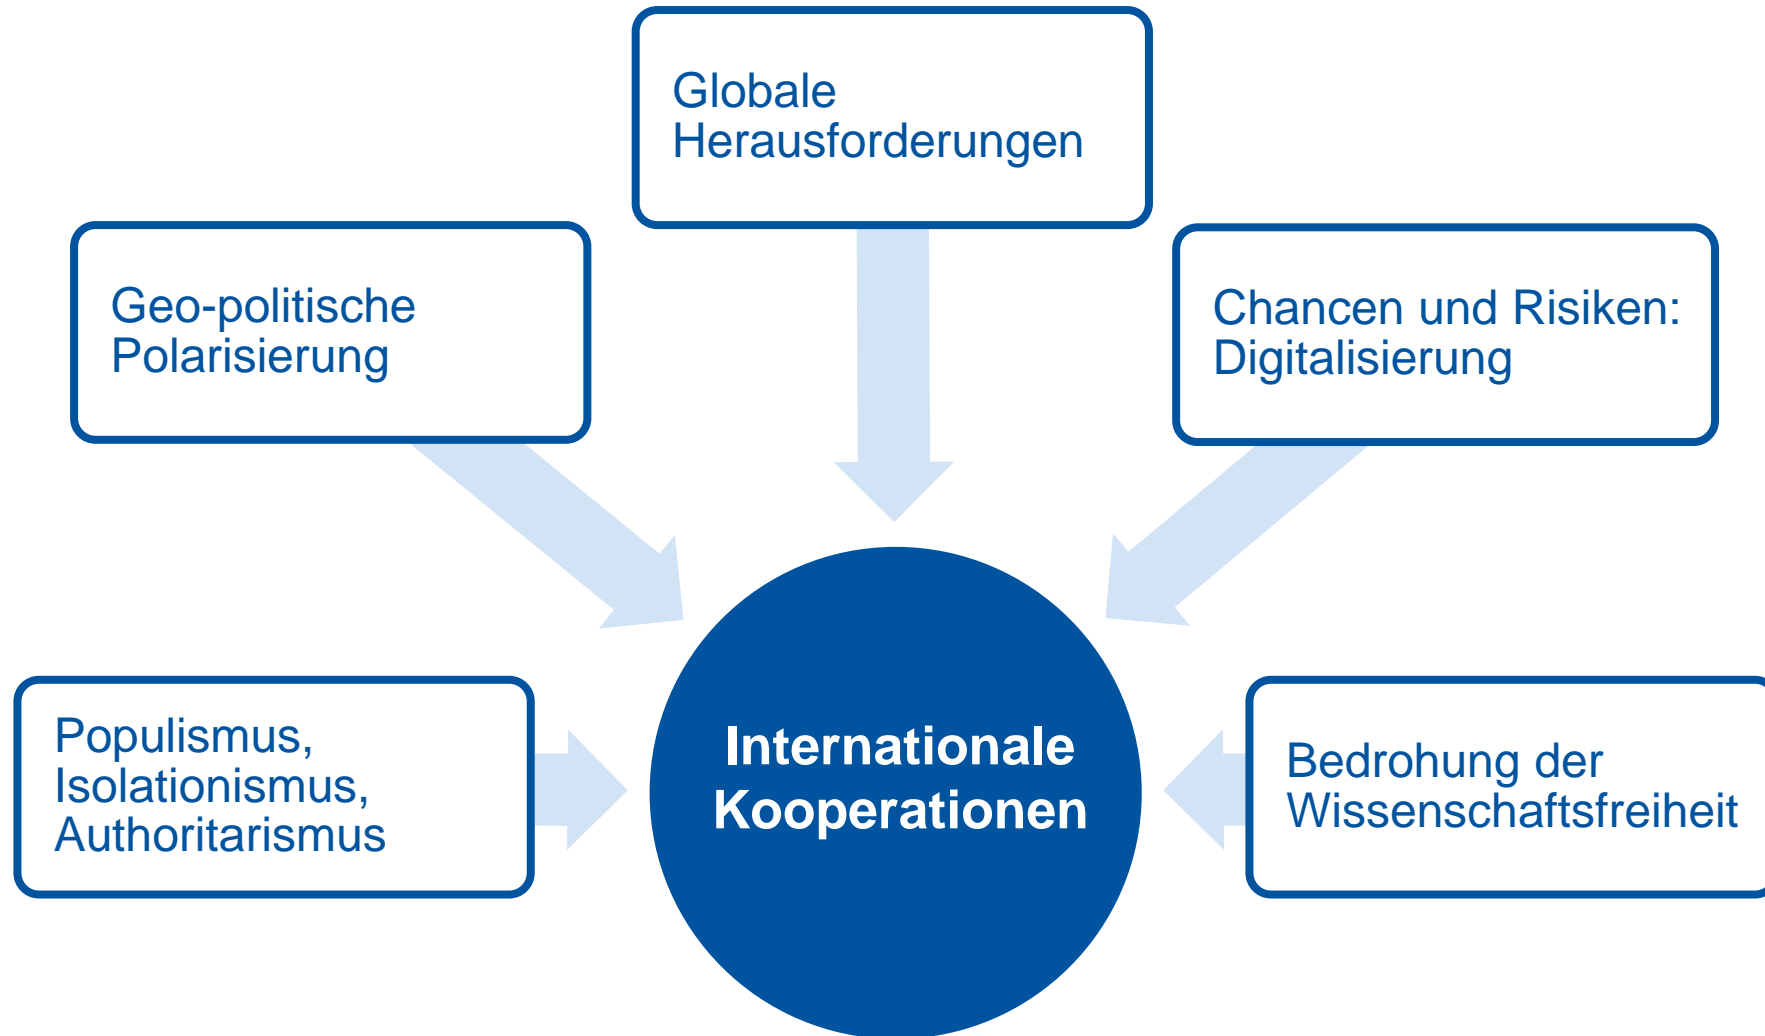 Globale
Herausforderungen
Geo-politische
Polarisierung
Chancen und Risiken:
Digitalisierung
Populismus,
Isolationismus,
Authoritarismus
Internationale
Kooperationen
Bedrohung der
Wissenschaftsfreiheit